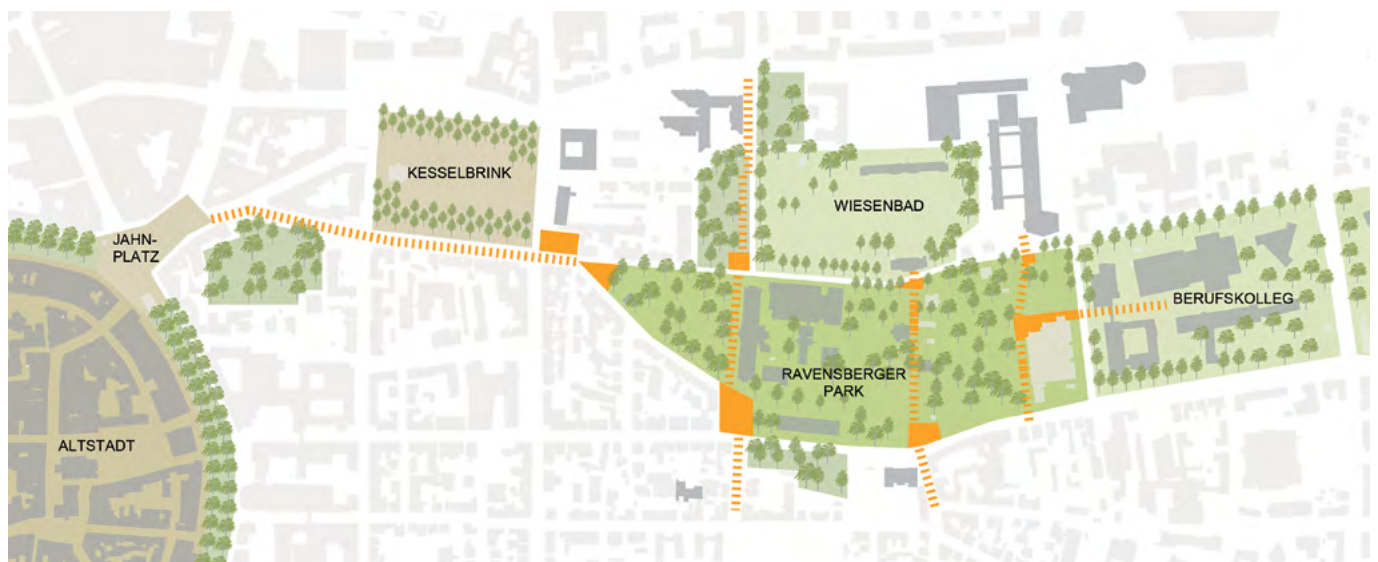 KESSELBRINK
WIESENBAD
JAHN-
PLATZ
BERUFSKOLLEG
RAVENSBERGER
PARK
ALTSTADT